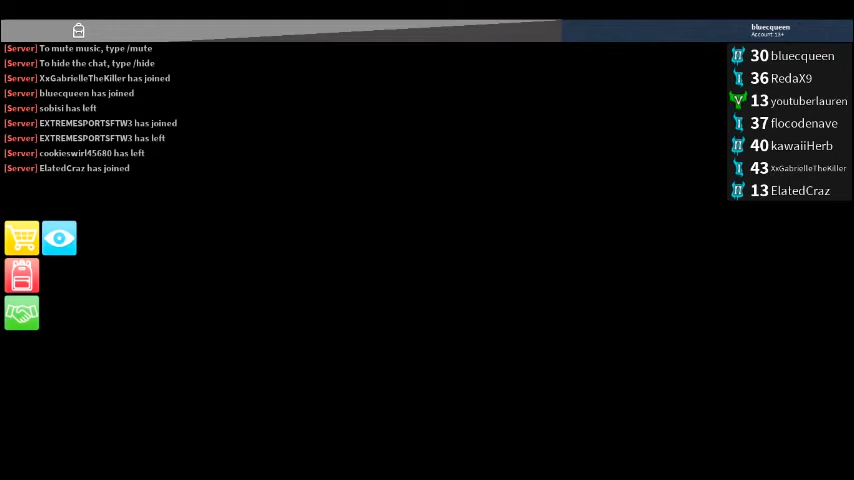 bluecqueen
Account 13+
[Server] To mute music, type /mute
[Server] To hide the chat, type /hide
[Server] XxGabrielleTheKiller has joined
[Server] bluecqueen has joined
[Server] sobisi has left
[Server] EXTREMESPORTSFTW3 has joined
[Server] EXTREMESPORTSFTW3 has left
[Server] cookieswirl45680 has left
[Server] ElatedCraz has joined
30 bluecqueen
36 RedaX9
13 youtuberlauren
37 flocodenave
40 kawaiiHerb
43 XxGabrielleTheKiller
13 ElatedCraz